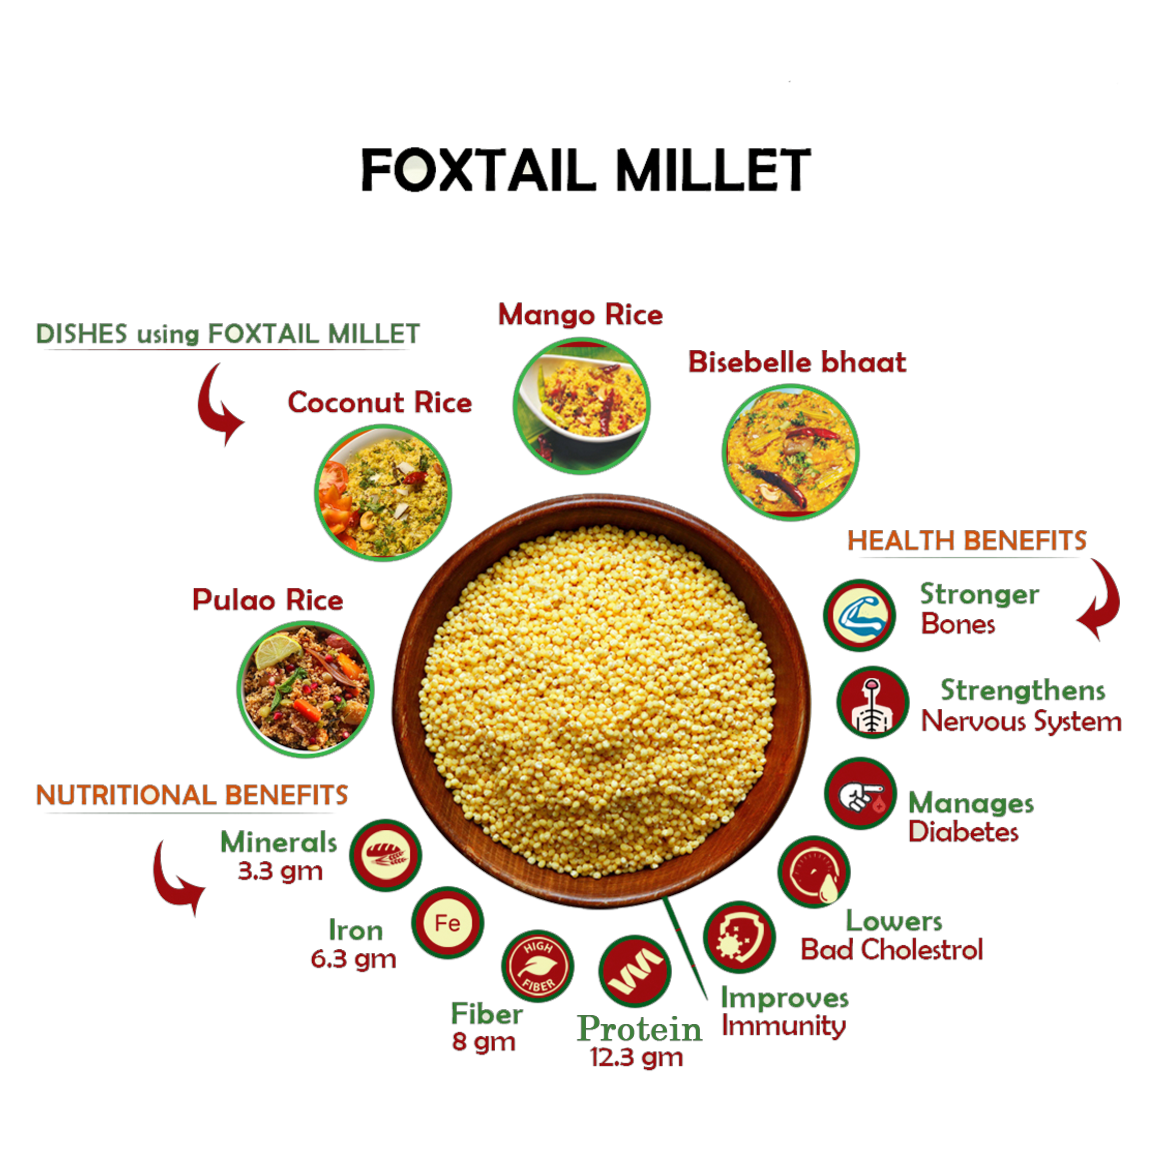 FOXTAIL MILLET
DISHES using FOXTAIL MILLET
Mango Rice
Bisebelle bhaat
Coconut Rice
Pulao Rice
HEALTH BENEFITS
Stronger
Bones
Strengthens
Nervous System
Manages
Diabetes
Lowers
Bad Cholestrol
Improves
Immunity
NUTRITIONAL BENEFITS
Minerals
3.3 gm
Iron
6.3 gm
Fe
Fiber
8 gm
HIGH
FIBER
Protein
12.3 gm